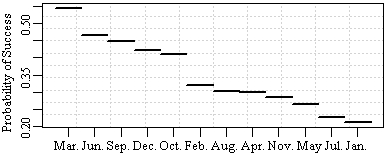 Probability of Success
0.50
0.35
0.20
Mar. Jun. Sep. Dec. Oct. Feb. Aug. Apr. Nov. May Jul. Jan.